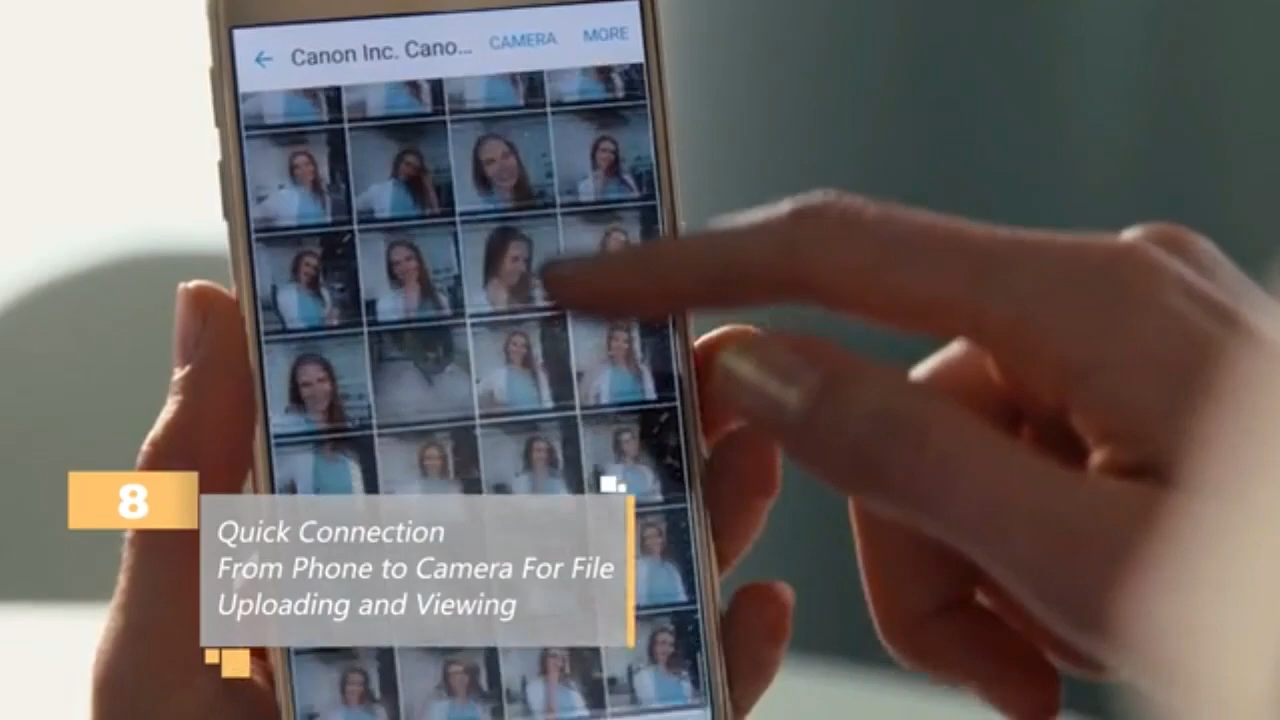 Canon Inc. Cano... CAMERA MORE
8
Quick Connection
From Phone to Camera For File
Uploading and Viewing